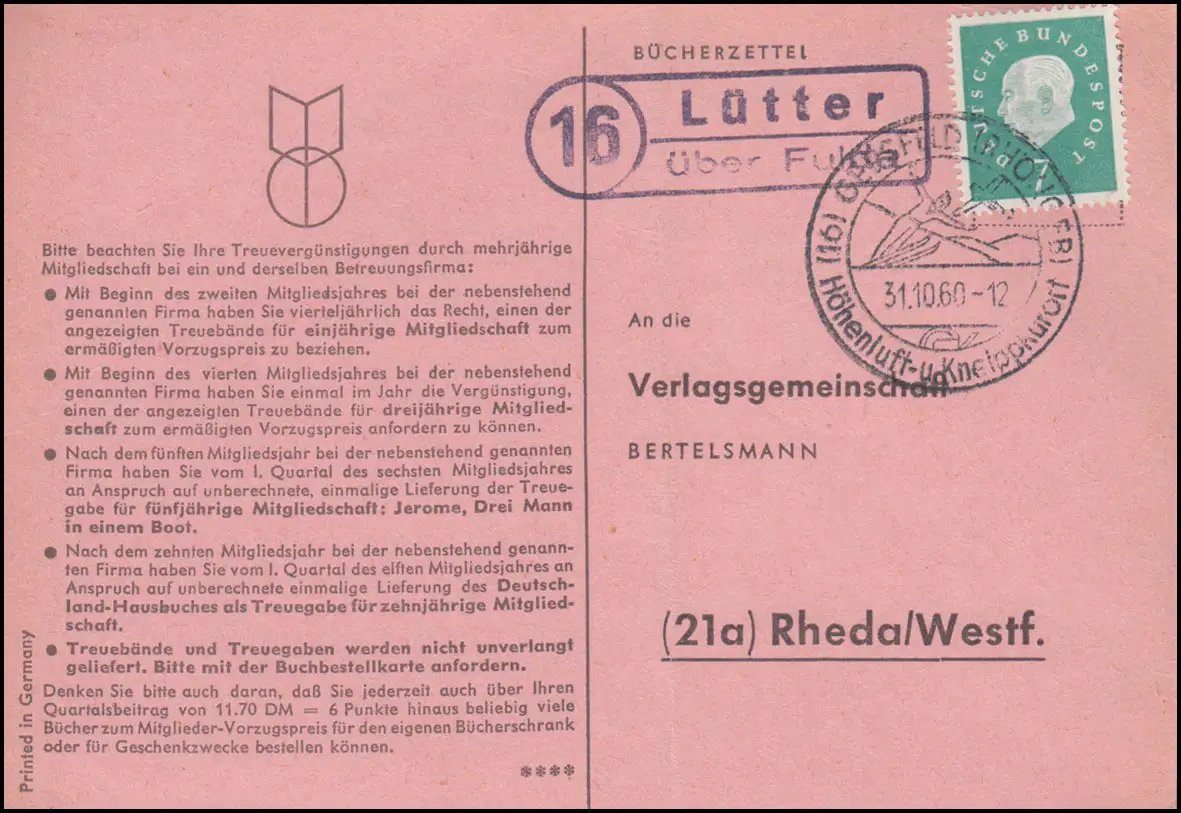 Bitte beachten Sie Ihre Treuevergünstigungen durch mehrjährige
Mitgliedschaft bei ein und derselben Betreuungsfirma:
● Mit Beginn des zweiten Mitgliedsjahres bei der nebenstehend
genannten Firma haben Sie vierteljährlich das Recht, einen der
angezeigten Treuebände für einjährige Mitgliedschaft zum
ermäßigten Vorzugspreis zu beziehen.
● Mit Beginn des vierten Mitgliedsjahres bei der nebenstehend
genannten Firma haben Sie einmal im Jahr die Vergünstigung,
einen der angezeigten Treuebände für dreijährige Mitglied-
schaft zum ermäßigten Vorzugspreis anfordern zu können.
● Nach dem fünften Mitgliedsjahr bei der nebenstehend genannten
Firma haben Sie vom I. Quartal des sechsten Mitgliedsjahres
an Anspruch auf unberechnete, einmalige Lieferung der Treue-
gabe für fünfjährige Mitgliedschaft: Jerome, Drei Mann
in einem Boot.
● Nach dem zehnten Mitgliedsjahr bei der nebenstehend genann-
ten Firma haben Sie vom I. Quartal des elften Mitgliedsjahres an
Anspruch auf unberechnete einmalige Lieferung des Deutsch-
land-Hausbuches als Treuegabe für zehnjährige Mitglied-
schaft.
● Treuebände und Treuegaben werden nicht unverlangt
geliefert. Bitte mit der Buchbestellkarte anfordern.
Denken Sie bitte auch daran, daß Sie jederzeit auch über Ihren
Quartalsbeitrag von 11.70 DM = 6 Punkte hinaus beliebig viele
Bücher zum Mitglieder-Vorzugspreis für den eigenen Bücherschrank
oder für Geschenkzwecke bestellen können.
****
Printed in Germany
BÜCHERZETTEL
16 Lütter
über Fulda
DEUTSCHE BUNDESPOST
7
(16) GERSFELD (RHÖN)
31.10.60-12
Höhenluft- u. Kneippkurort
An die
Verlagsgemeinschaft
BERTELSMANN
(21a) Rheda/Westf.